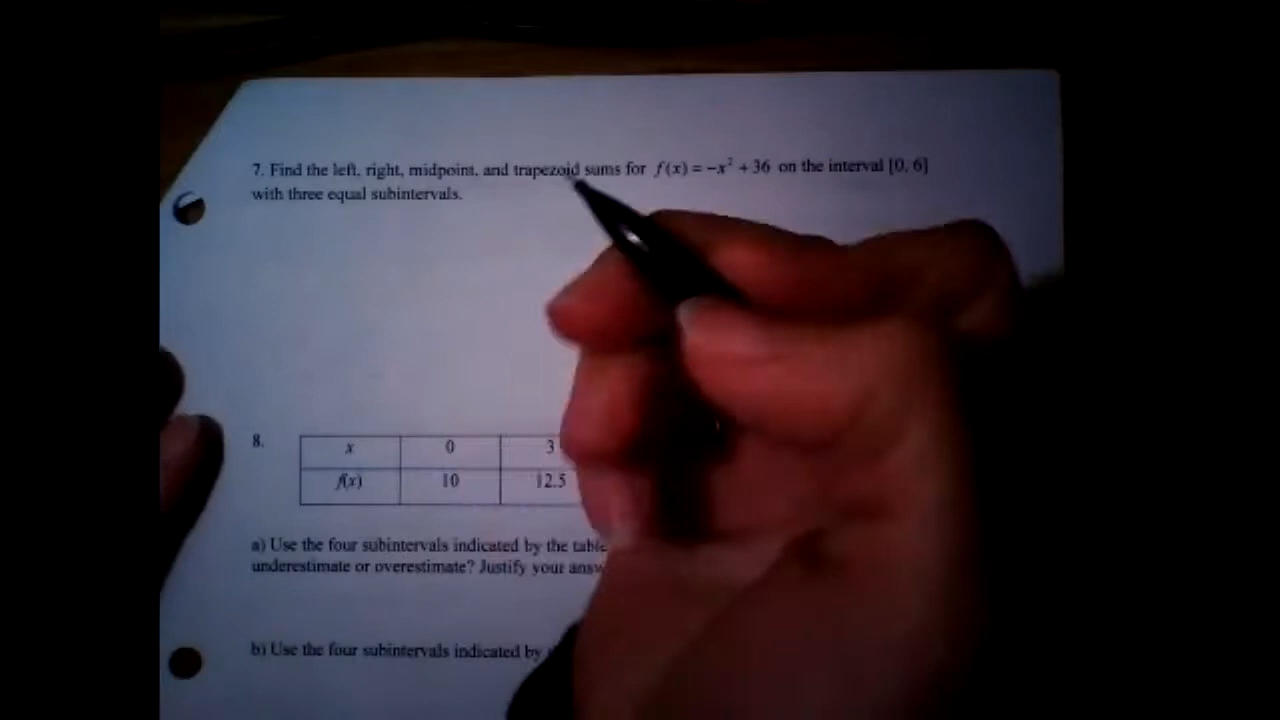 7. Find the left, right, midpoint, and trapezoid sums for f(x) = −x² + 36 on the interval [0, 6]
with three equal subintervals.
8.
x 0 3
f(x) 10 12.5
a) Use the four subintervals indicated by the table
underestimate or overestimate? Justify your
b) Use the four subintervals indicated by